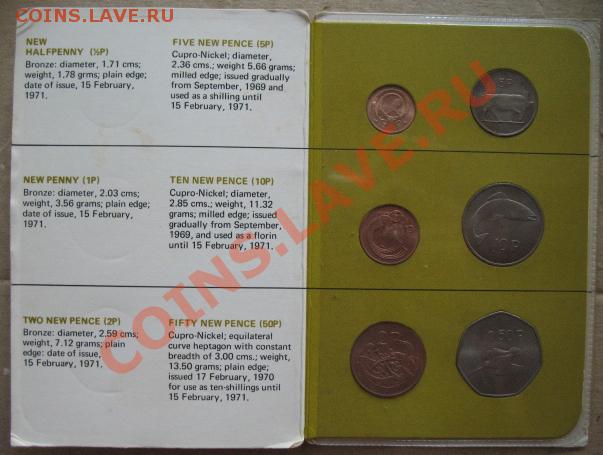 COINS.LAVE.RU
NEW
HALFPENNY (½P)
Bronze: diameter, 1.71 cms;
weight, 1.78 grms; plain edge;
date of issue, 15 February,
1971.
FIVE NEW PENCE (5P)
Cupro-Nickel; diameter,
2.36 cms.; weight 5.66 grams;
milled edge; issued gradually
from September, 1969 and
used as a shilling until
15 February, 1971.
NEW PENNY (1P)
Bronze: diameter, 2.03 cms;
weight, 3.56 grams; plain edge;
date of issue, 15 February,
1971.
TEN NEW PENCE (10P)
Cupro-Nickel; diameter,
2.85 cms.; weight, 11.32
grams; milled edge; issued
gradually from September,
1969, and used as a florin
until 15 February, 1971.
TWO NEW PENCE (2P)
Bronze: diameter, 2.59 cms;
weight, 7.12 grams; plain
edge: date of issue,
15 February, 1971.
FIFTY NEW PENCE (50P)
Cupro-Nickel; equilateral
curve heptagon with constant
breadth of 3.00 cms.; weight,
13.50 grams; plain edge;
issued 17 February, 1970
for use as ten-shillings until
15 February, 1971.
5P
10P
2P
50P
COINS.LAVE.RU
COINS.LAVE.RU